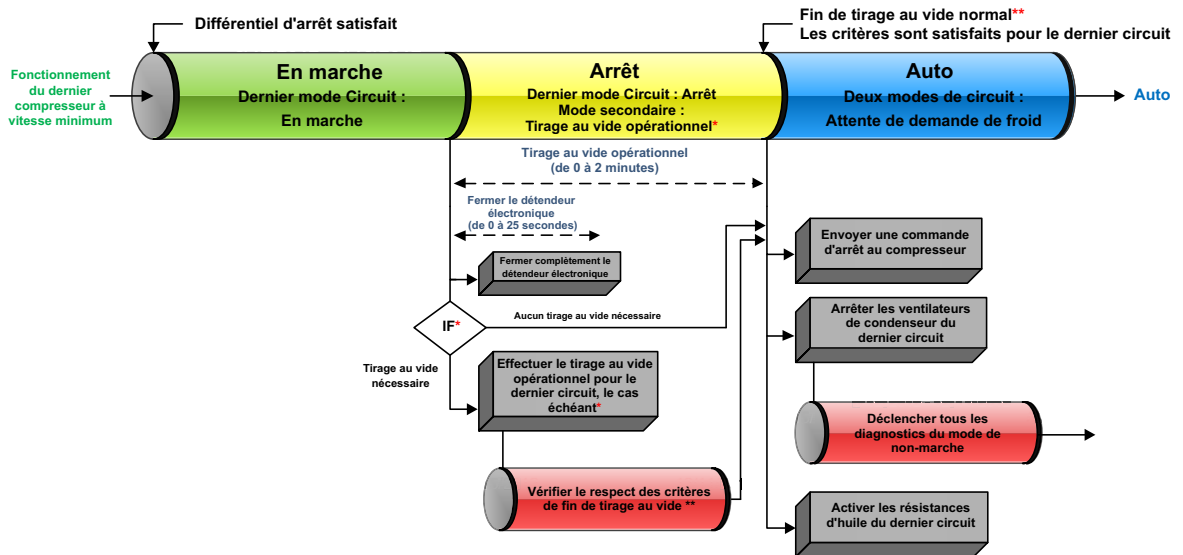 Différentiel d'arrêt satisfait
Fin de tirage au vide normal**
Les critères sont satisfaits pour le dernier circuit
Fonctionnement
du dernier
compresseur à
vitesse minimum
En marche
Dernier mode Circuit :
En marche
Arrêt
Dernier mode Circuit : Arrêt
Mode secondaire :
Tirage au vide opérationnel*
Auto
Deux modes de circuit :
Attente de demande de froid
Auto
Tirage au vide opérationnel
(de 0 à 2 minutes)
Fermer le détendeur
électronique
(de 0 à 25 secondes)
Fermer complètement le
détendeur électronique
IF*
Aucun tirage au vide nécessaire
Tirage au vide
nécessaire
Effectuer le tirage au vide
opérationnel pour le
dernier circuit, le cas
échéant*
Vérifier le respect des critères
de fin de tirage au vide **
Envoyer une commande
d'arrêt au compresseur
Arrêter les ventilateurs
de condenseur du
dernier circuit
Déclencher tous les
diagnostics du mode de
non-marche
Activer les résistances
d'huile du dernier circuit